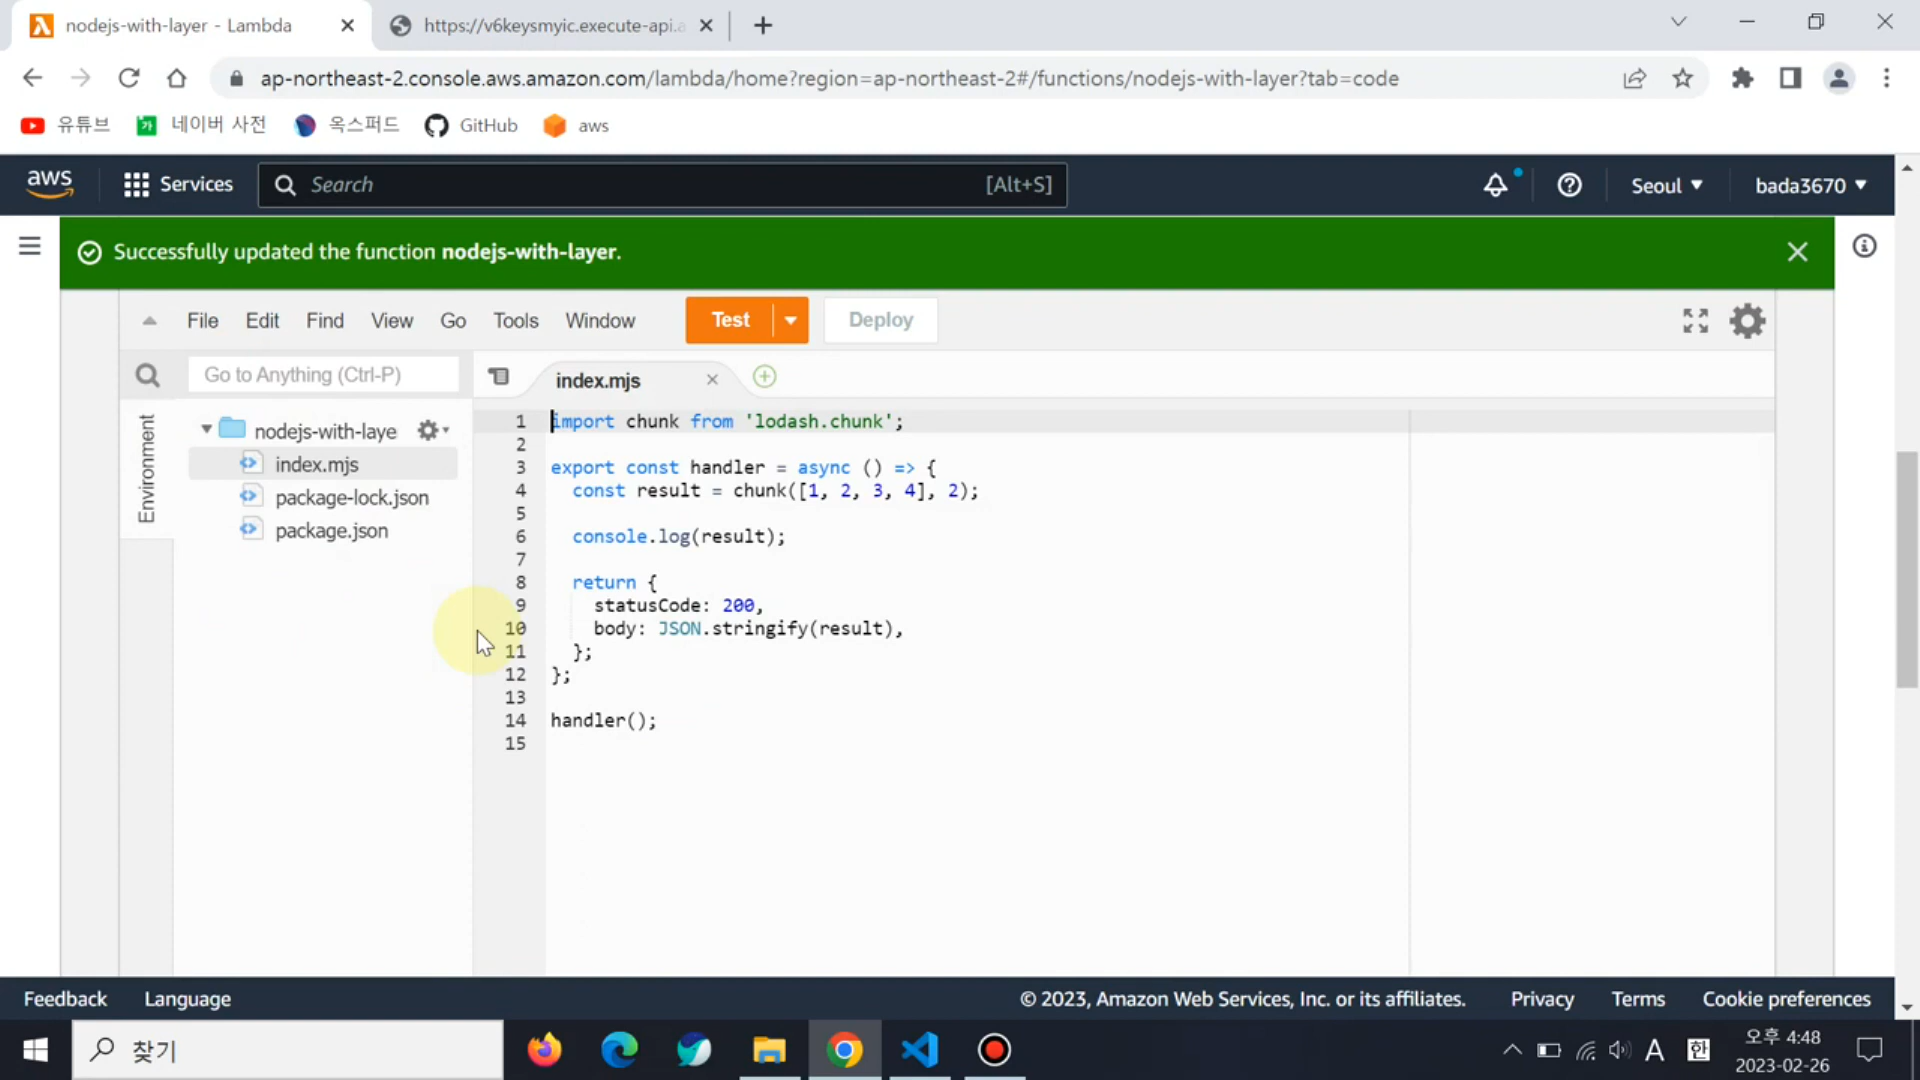 nodejs-with-layer - Lambda
https://v6keysmyic.execute-api.a
ap-northeast-2.console.aws.amazon.com/lambda/home?region=ap-northeast-2#/functions/nodejs-with-layer?tab=code
유튜브 네이버 사전 옥스퍼드 GitHub aws
aws Services Search [Alt+S] Seoul bada3670
Successfully updated the function nodejs-with-layer.
File Edit Find View Go Tools Window Test Deploy
Go to Anything (Ctrl-P) index.mjs
Environment
nodejs-with-laye
index.mjs
package-lock.json
package.json
1 import chunk from 'lodash.chunk';
2
3 export const handler = async () => {
4 const result = chunk([1, 2, 3, 4], 2);
5
6 console.log(result);
7
8 return {
9 statusCode: 200,
10 body: JSON.stringify(result),
11 };
12 };
13
14 handler();
15
Feedback Language © 2023, Amazon Web Services, Inc. or its affiliates. Privacy Terms Cookie preferences
찾기 A 한 오후 4:48
2023-02-26